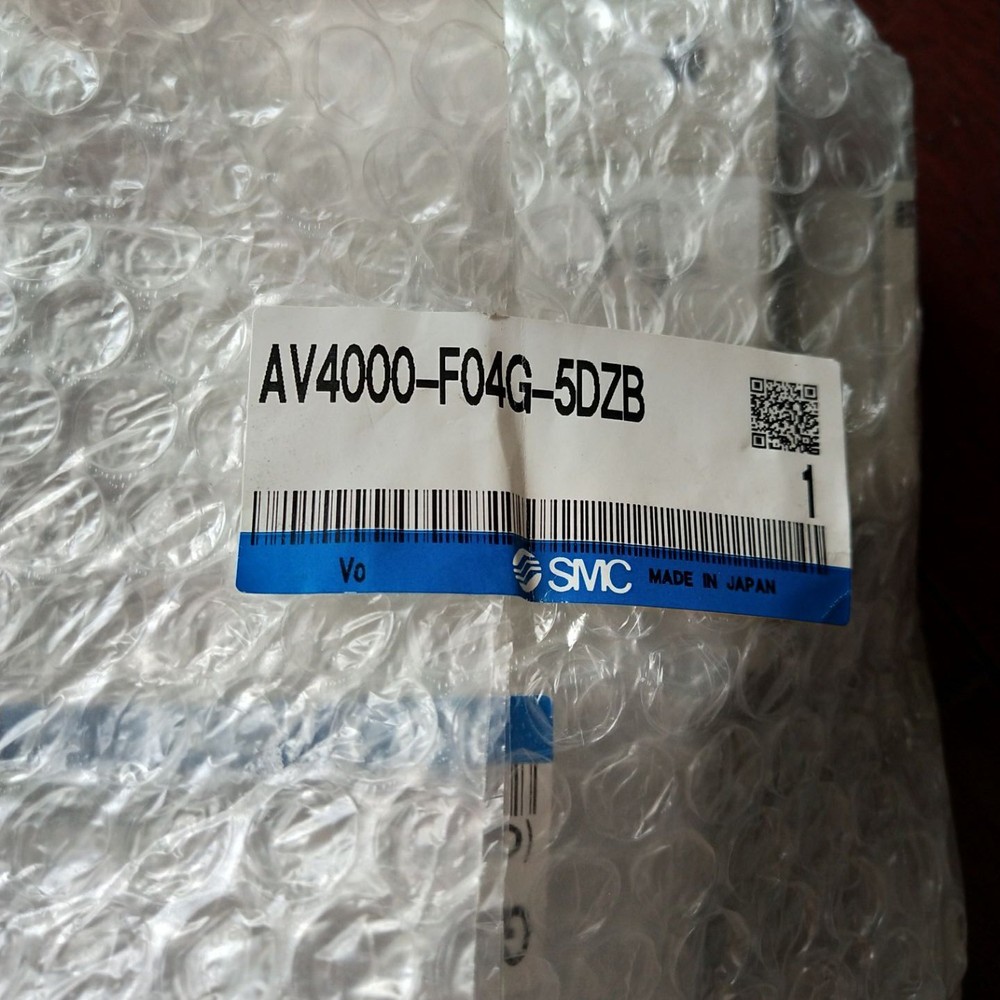 AV4000-F04G-5DZB
1
Vo SMC MADE IN JAPAN